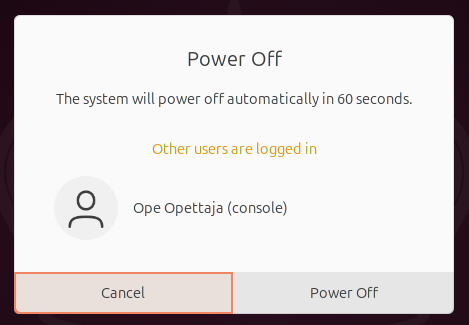 Power Off
The system will power off automatically in 60 seconds.
Other users are logged in
Ope Opettaja (console)
Cancel
Power Off